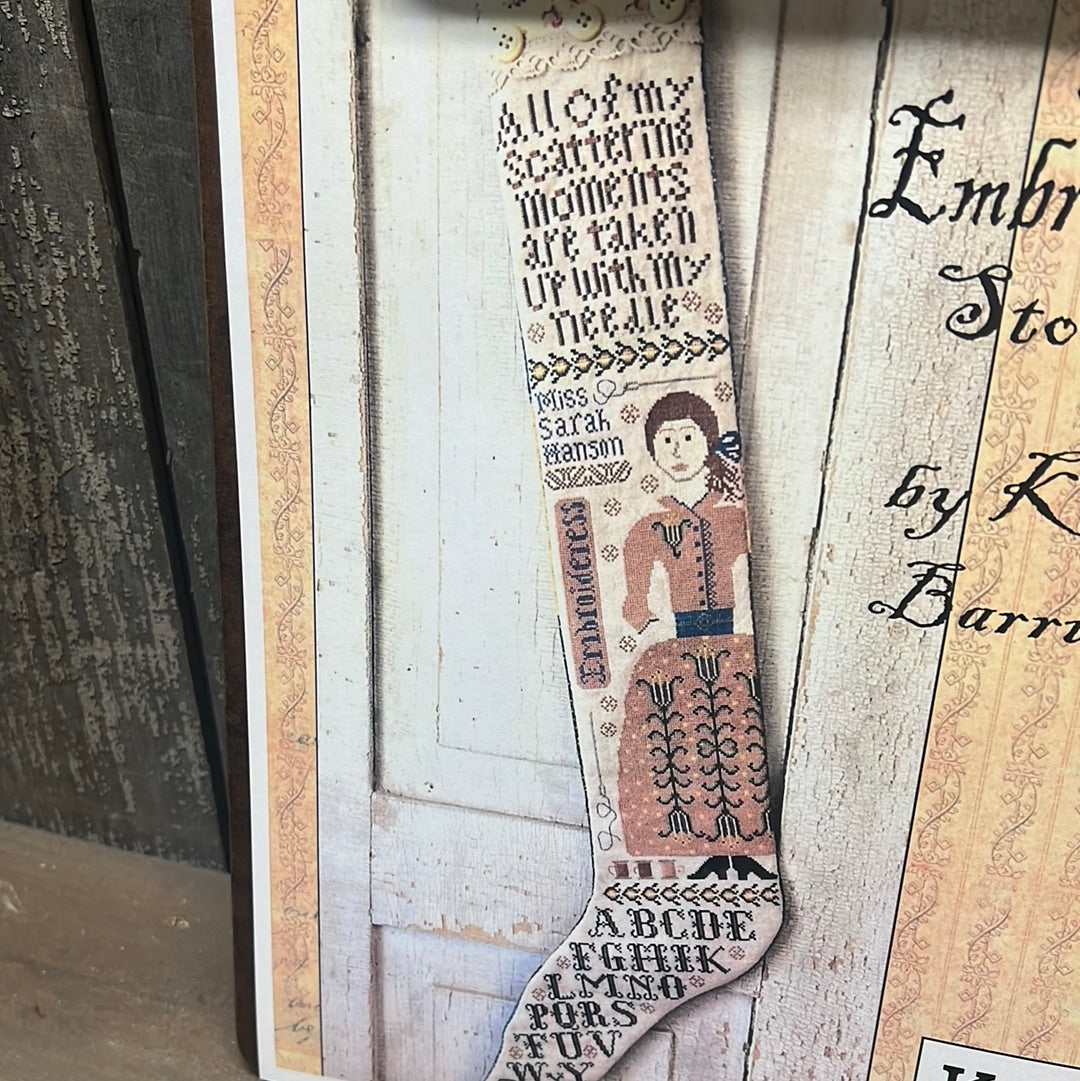 All Of my
Scattering
moments
are taken
up with my
needle
Miss
Sarah
Hanson
Embroideress
ABCDE
FGHIK
LMNO
PQRS
TUV
Embr
Sto
by K
Barri